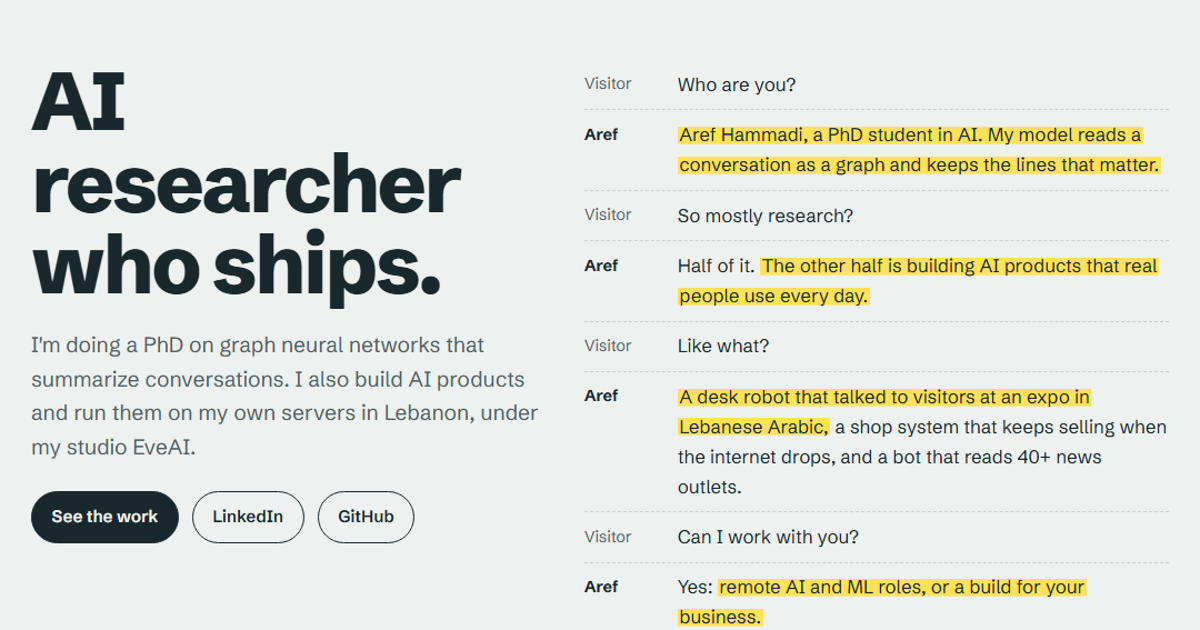 AI
researcher
who ships.
I'm doing a PhD on graph neural networks that
summarize conversations. I also build AI products
and run them on my own servers in Lebanon, under
my studio EveAI.
See the work
LinkedIn
GitHub
Visitor
Who are you?
Aref
Aref Hammadi, a PhD student in AI. My model reads a
conversation as a graph and keeps the lines that matter.
Visitor
So mostly research?
Aref
Half of it. The other half is building AI products that real
people use every day.
Visitor
Like what?
Aref
A desk robot that talked to visitors at an expo in
Lebanese Arabic, a shop system that keeps selling when
the internet drops, and a bot that reads 40+ news
outlets.
Visitor
Can I work with you?
Aref
Yes: remote AI and ML roles, or a build for your
business.